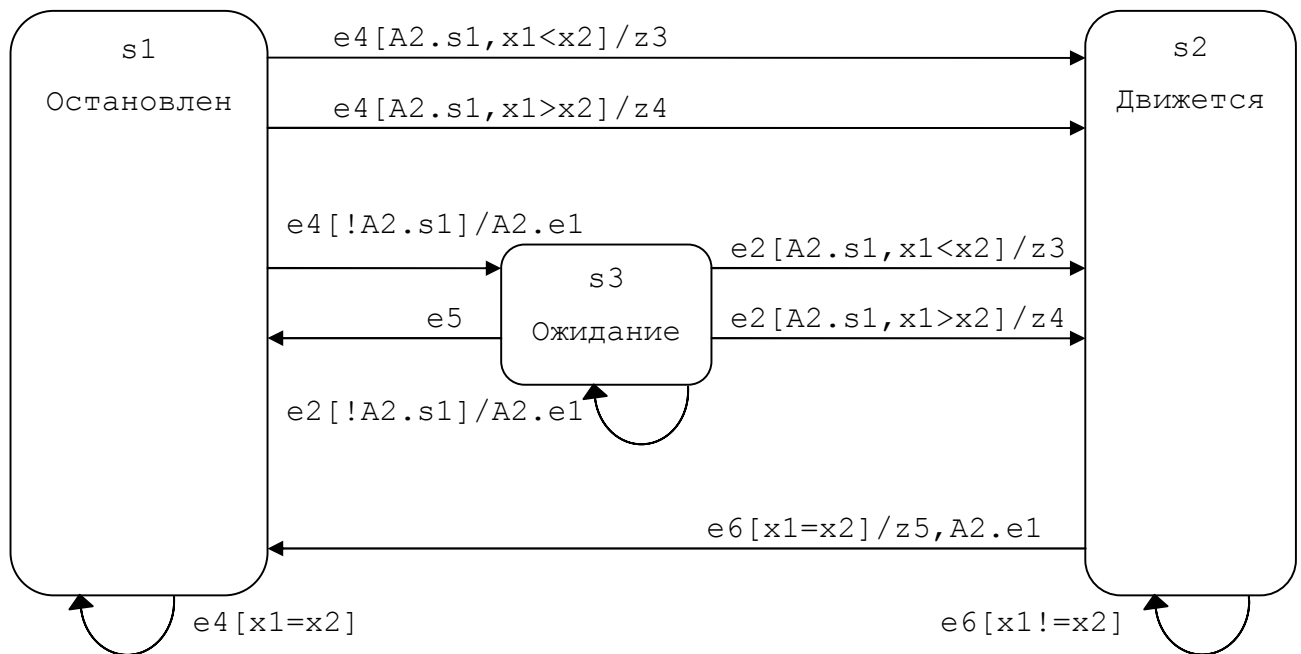 s1
Остановлен
e4[A2.s1,x1<x2]/z3
s2
Движется
e4[A2.s1,x1>x2]/z4
e4[!A2.s1]/A2.e1
e2[A2.s1,x1<x2]/z3
s3
Ожидание
e5
e2[A2.s1,x1>x2]/z4
e2[!A2.s1]/A2.e1
e6[x1=x2]/z5,A2.e1
e4[x1=x2]
e6[x1!=x2]